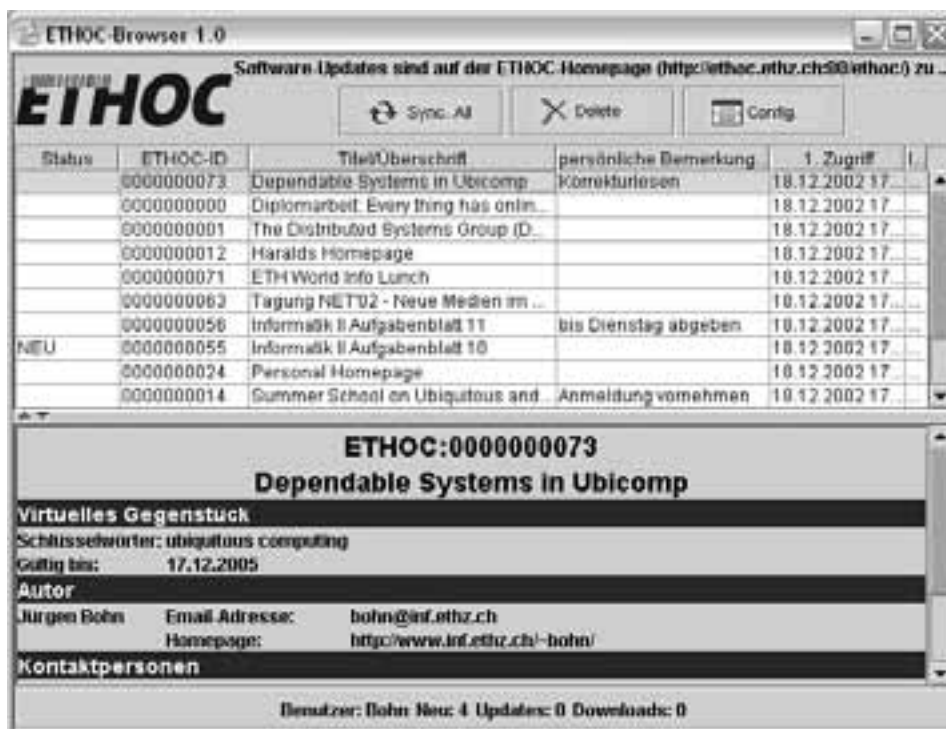 ETHOC-Browser 1.0
Software-Updates sind auf der ETHOC-Homepage (http://ethoc.ethz.ch:80/ethoc/) zu ...
ETHOC
Sync. All Delete Config.
Status ETHOC-ID Titel/Überschrift persönliche Bemerkung 1. Zugriff l...
0000000073 Dependable Systems in Ubicomp Korrekturlesen 18.12.2002 17... ...
0000000000 Diplomarbeit: Every thing has onlin... 18.12.2002 17... ...
0000000001 The Distributed Systems Group (D... 18.12.2002 17... ...
0000000012 Haralds Homepage 18.12.2002 17... ...
0000000071 ETH World Info Lunch 18.12.2002 17... ...
0000000063 Tagung NET'02 - Neue Medien im ... 18.12.2002 17... ...
0000000056 Informatik II Aufgabenblatt 11 bis Dienstag abgeben 18.12.2002 17... ...
NEU 0000000055 Informatik II Aufgabenblatt 10 18.12.2002 17... ...
0000000024 Personal Homepage 18.12.2002 17... ...
0000000014 Summer School on Ubiquitous and ... Anmeldung vornehmen 18.12.2002 17... ...
ETHOC:0000000073
Dependable Systems in Ubicomp
Virtuelles Gegenstück
Schlüsselwörter: ubiquitous computing
Gültig bis: 17.12.2005
Autor
Jürgen Bohn Email-Adresse: bohn@inf.ethz.ch
Homepage: http://www.inf.ethz.ch/~bohn/
Kontaktpersonen
Benutzer: Bohn Neu: 4 Updates: 0 Downloads: 0